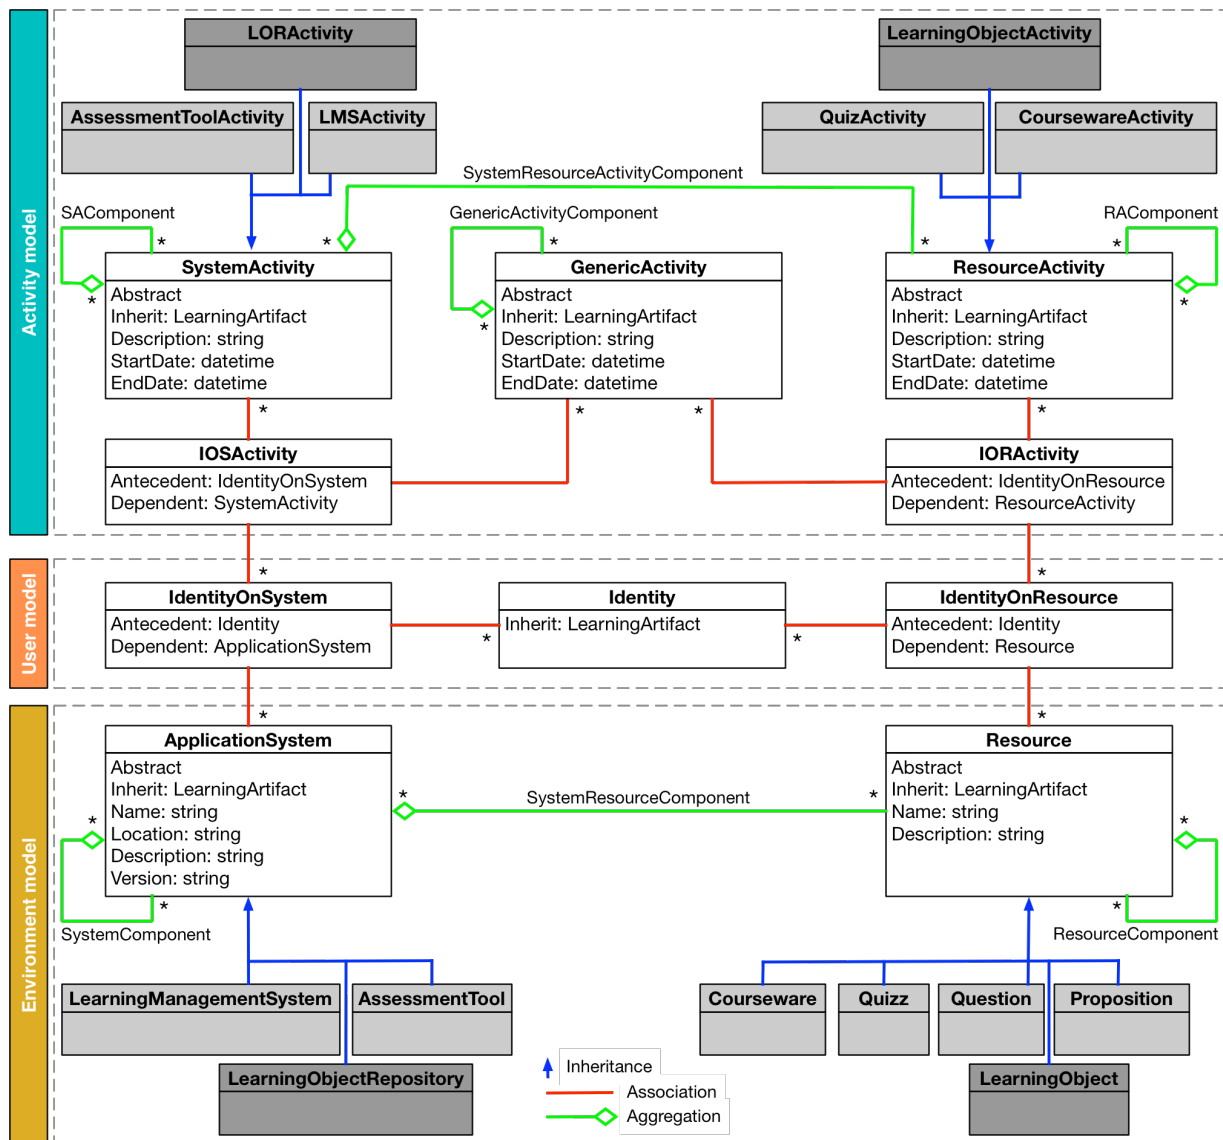 Activity model
LORActivity
LearningObjectActivity
AssessmentToolActivity
LMSActivity
QuizActivity
CoursewareActivity
SystemResourceActivityComponent
SAComponent
GenericActivityComponent
RAComponent
*
*
*
*
*
*
SystemActivity
Abstract
Inherit: LearningArtifact
Description: string
StartDate: datetime
EndDate: datetime
*
GenericActivity
Abstract
Inherit: LearningArtifact
Description: string
StartDate: datetime
EndDate: datetime
*
ResourceActivity
Abstract
Inherit: LearningArtifact
Description: string
StartDate: datetime
EndDate: datetime
*
*
*
*
IOSActivity
Antecedent: IdentityOnSystem
Dependent: SystemActivity
IORActivity
Antecedent: IdentityOnResource
Dependent: ResourceActivity
User model
*
*
IdentityOnSystem
Antecedent: Identity
Dependent: ApplicationSystem
Identity
Inherit: LearningArtifact
*
*
IdentityOnResource
Antecedent: Identity
Dependent: Resource
Environment model
*
*
ApplicationSystem
Abstract
Inherit: LearningArtifact
Name: string
Location: string
Description: string
Version: string
*
*
SystemComponent
*
SystemResourceComponent
*
Resource
Abstract
Inherit: LearningArtifact
Name: string
Description: string
*
*
ResourceComponent
LearningManagementSystem
AssessmentTool
Courseware
Quizz
Question
Proposition
LearningObjectRepository
LearningObject
Inheritance
Association
Aggregation